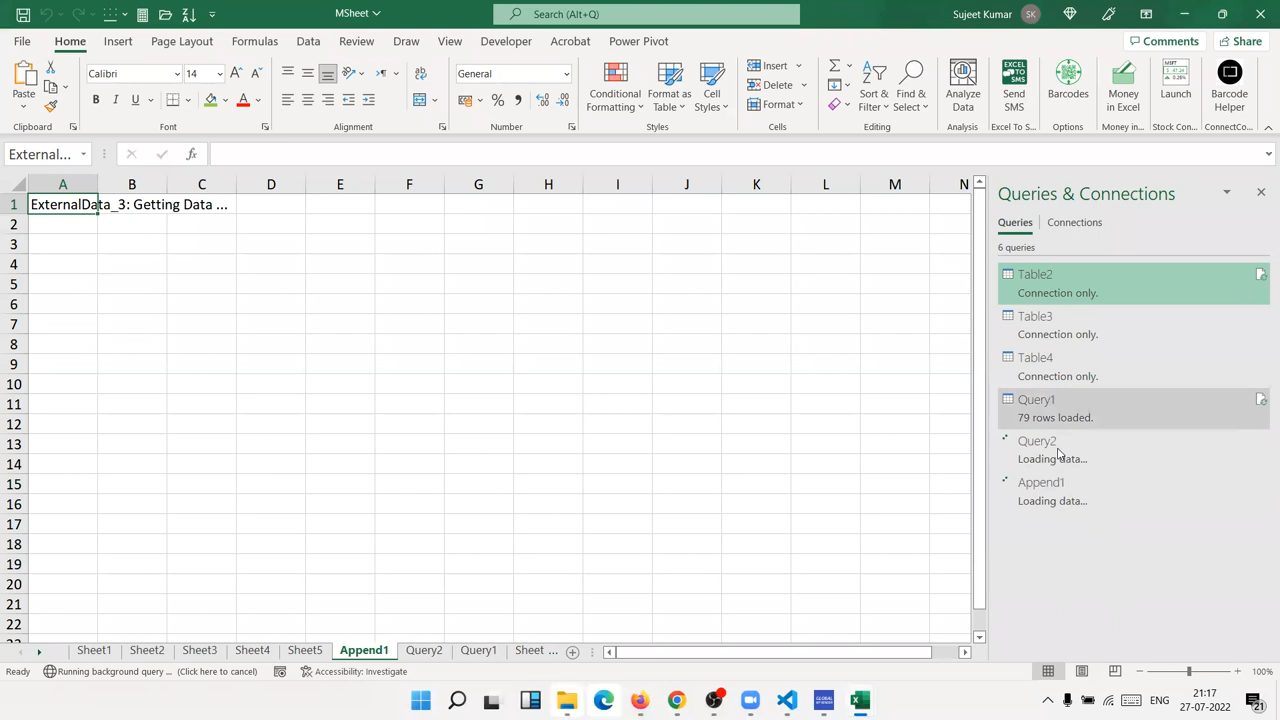 MSheet
Search (Alt+Q)
Sujeet Kumar SK
File Home Insert Page Layout Formulas Data Review Draw View Developer Acrobat Power Pivot Comments Share
Paste
Calibri 14
B I U
General
Conditional Formatting
Format as Table
Cell Styles
Insert
Delete
Format
Sort & Filter
Find & Select
Analyze Data
Send SMS
Barcodes
Money in Excel
Launch
Barcode Helper
Clipboard Font Alignment Number Styles Cells Editing Analysis Excel To S... Options Money in... Stock Con... ConnectCo...
External... fx
A B C D E F G H I J K L M N
1 ExternalData_3: Getting Data ...
2
3
4
5
6
7
8
9
10
11
12
13
14
15
16
17
18
19
20
21
22
23
Queries & Connections
Queries Connections
6 queries
Table2
Connection only.
Table3
Connection only.
Table4
Connection only.
Query1
79 rows loaded.
Query2
Loading data...
Append1
Loading data...
Sheet1 Sheet2 Sheet3 Sheet4 Sheet5 Append1 Query2 Query1 Sheet ...
Ready Running background query ... (Click here to cancel) Accessibility: Investigate 100%
ENG
21:17
27-07-2022
21